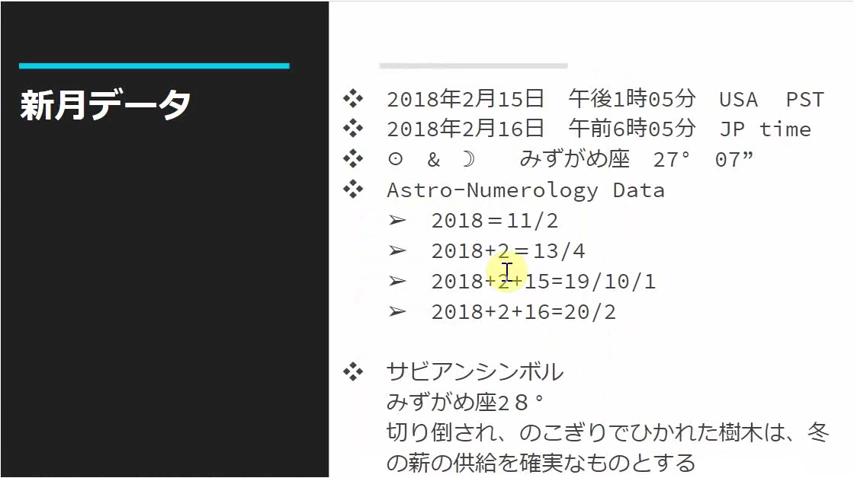 新月データ
❖ 2018年2月15日 午後1時05分 USA PST
❖ 2018年2月16日 午前6時05分 JP time
❖ ☉ & ☽ みずがめ座 27° 07”
❖ Astro-Numerology Data
➢ 2018＝11/2
➢ 2018+2＝13/4
➢ 2018+2+15=19/10/1
➢ 2018+2+16=20/2
❖ サビアンシンボル
みずがめ座2８°
切り倒され、のこぎりでひかれた樹木は、冬
の薪の供給を確実なものとする